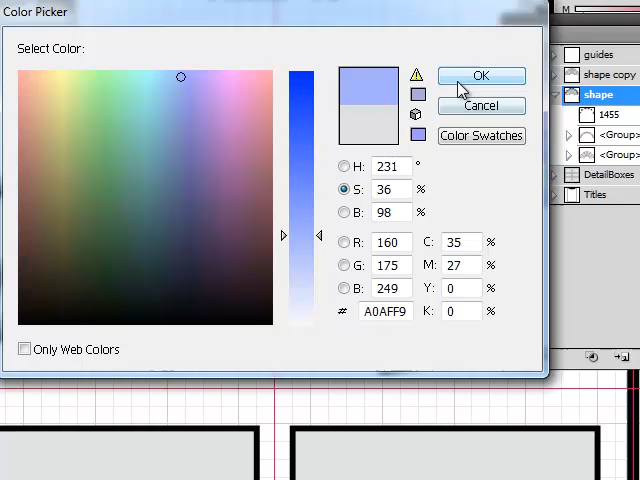 Color Picker
Select Color:
OK
Cancel
Color Swatches
H: 231 °
S: 36 %
B: 98 %
R: 160 C: 35 %
G: 175 M: 27 %
B: 249 Y: 0 %
# A0AFF9 K: 0 %
Only Web Colors
guides
shape copy
shape
1455
<Group>
<Group>
DetailBoxes
Titles
M